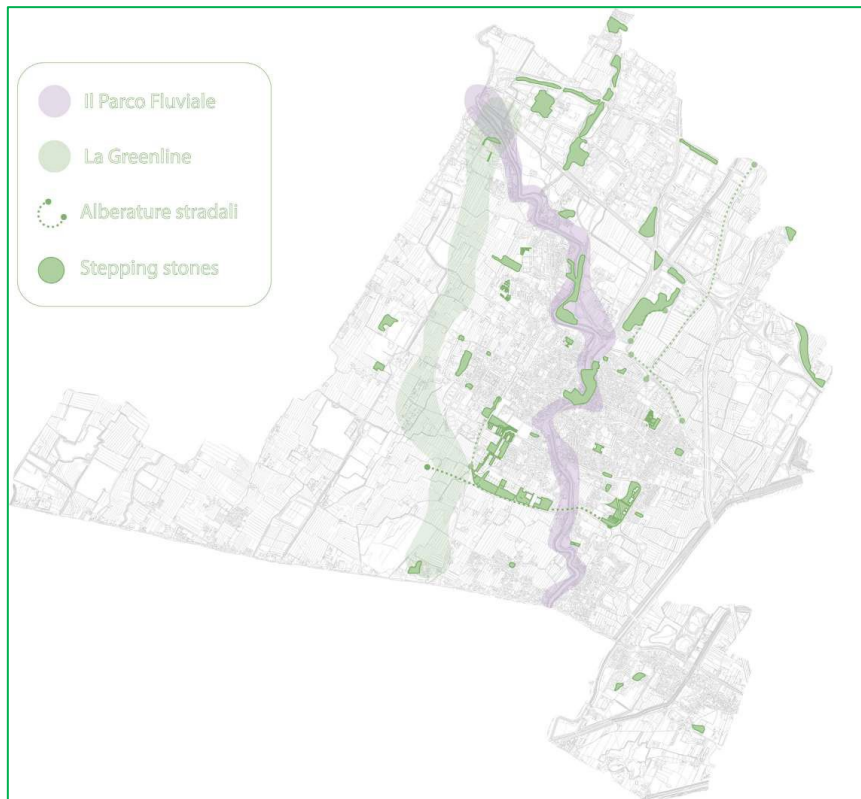 Il Parco Fluviale
La Greenline
Alberature stradali
Stepping stones